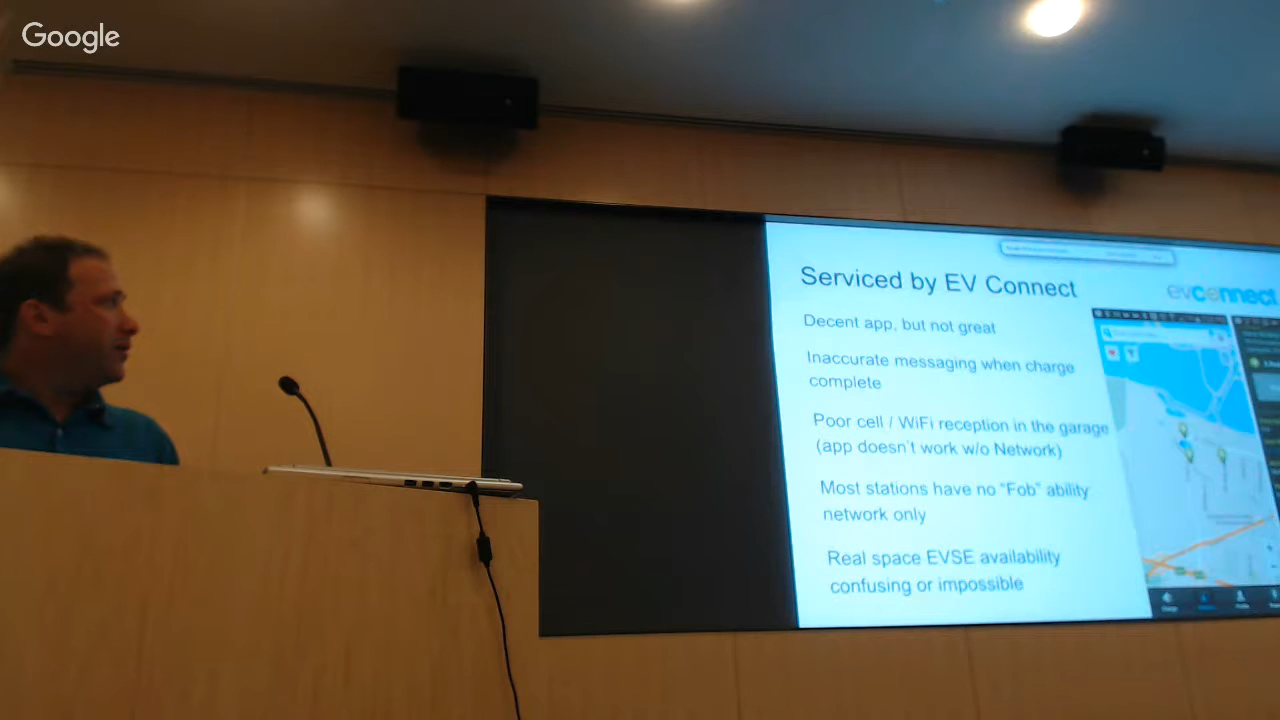 Google
Serviced by EV Connect
evconnect
Decent app, but not great
Inaccurate messaging when charge
complete
Poor cell / WiFi reception in the garage
(app doesn't work w/o Network)
Most stations have no "Fob" ability
network only
Real space EVSE availability
confusing or impossible